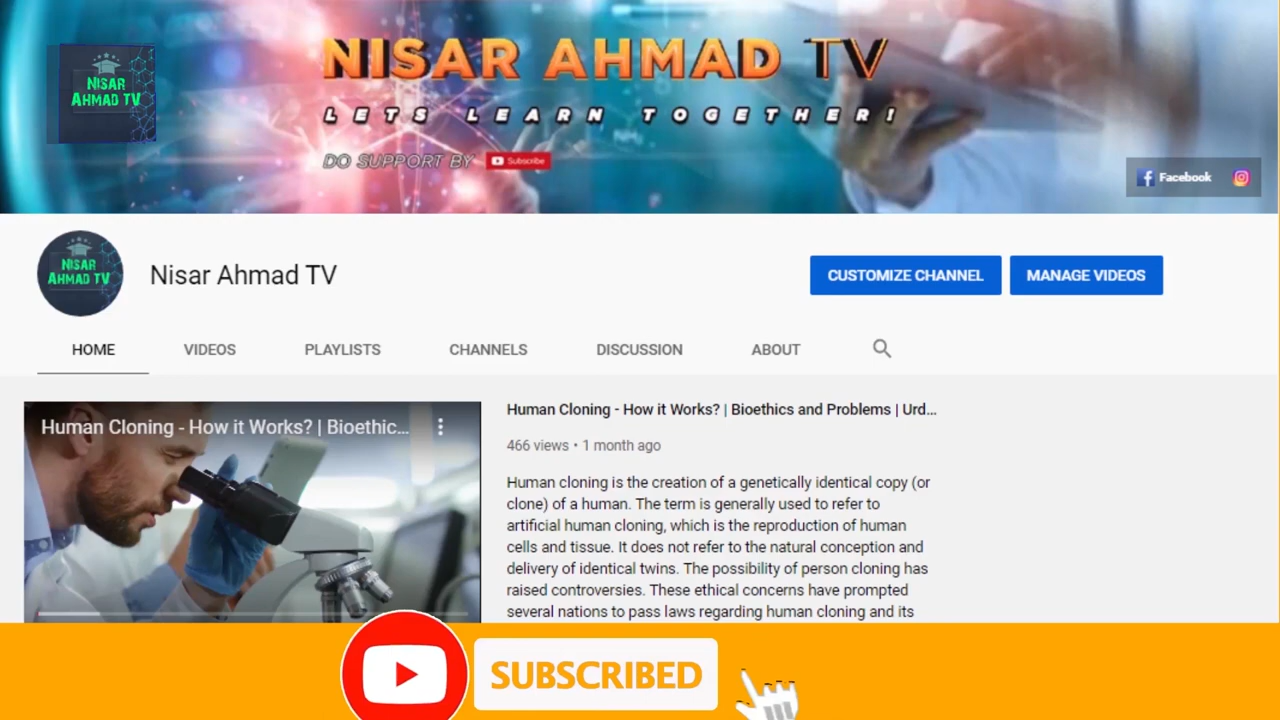 NISAR AHMAD TV
NISAR
AHMAD TV
LETS LEARN TOGETHER!
DO SUPPORT BY Subscribe
Facebook
NISAR
AHMAD TV
Nisar Ahmad TV
CUSTOMIZE CHANNEL
MANAGE VIDEOS
HOME VIDEOS PLAYLISTS CHANNELS DISCUSSION ABOUT
Human Cloning - How it Works? | Bioethic...
Human Cloning - How it Works? | Bioethics and Problems | Urd...
466 views • 1 month ago
Human cloning is the creation of a genetically identical copy (or
clone) of a human. The term is generally used to refer to
artificial human cloning, which is the reproduction of human
cells and tissue. It does not refer to the natural conception and
delivery of identical twins. The possibility of person cloning has
raised controversies. These ethical concerns have prompted
several nations to pass laws regarding human cloning and its
SUBSCRIBED